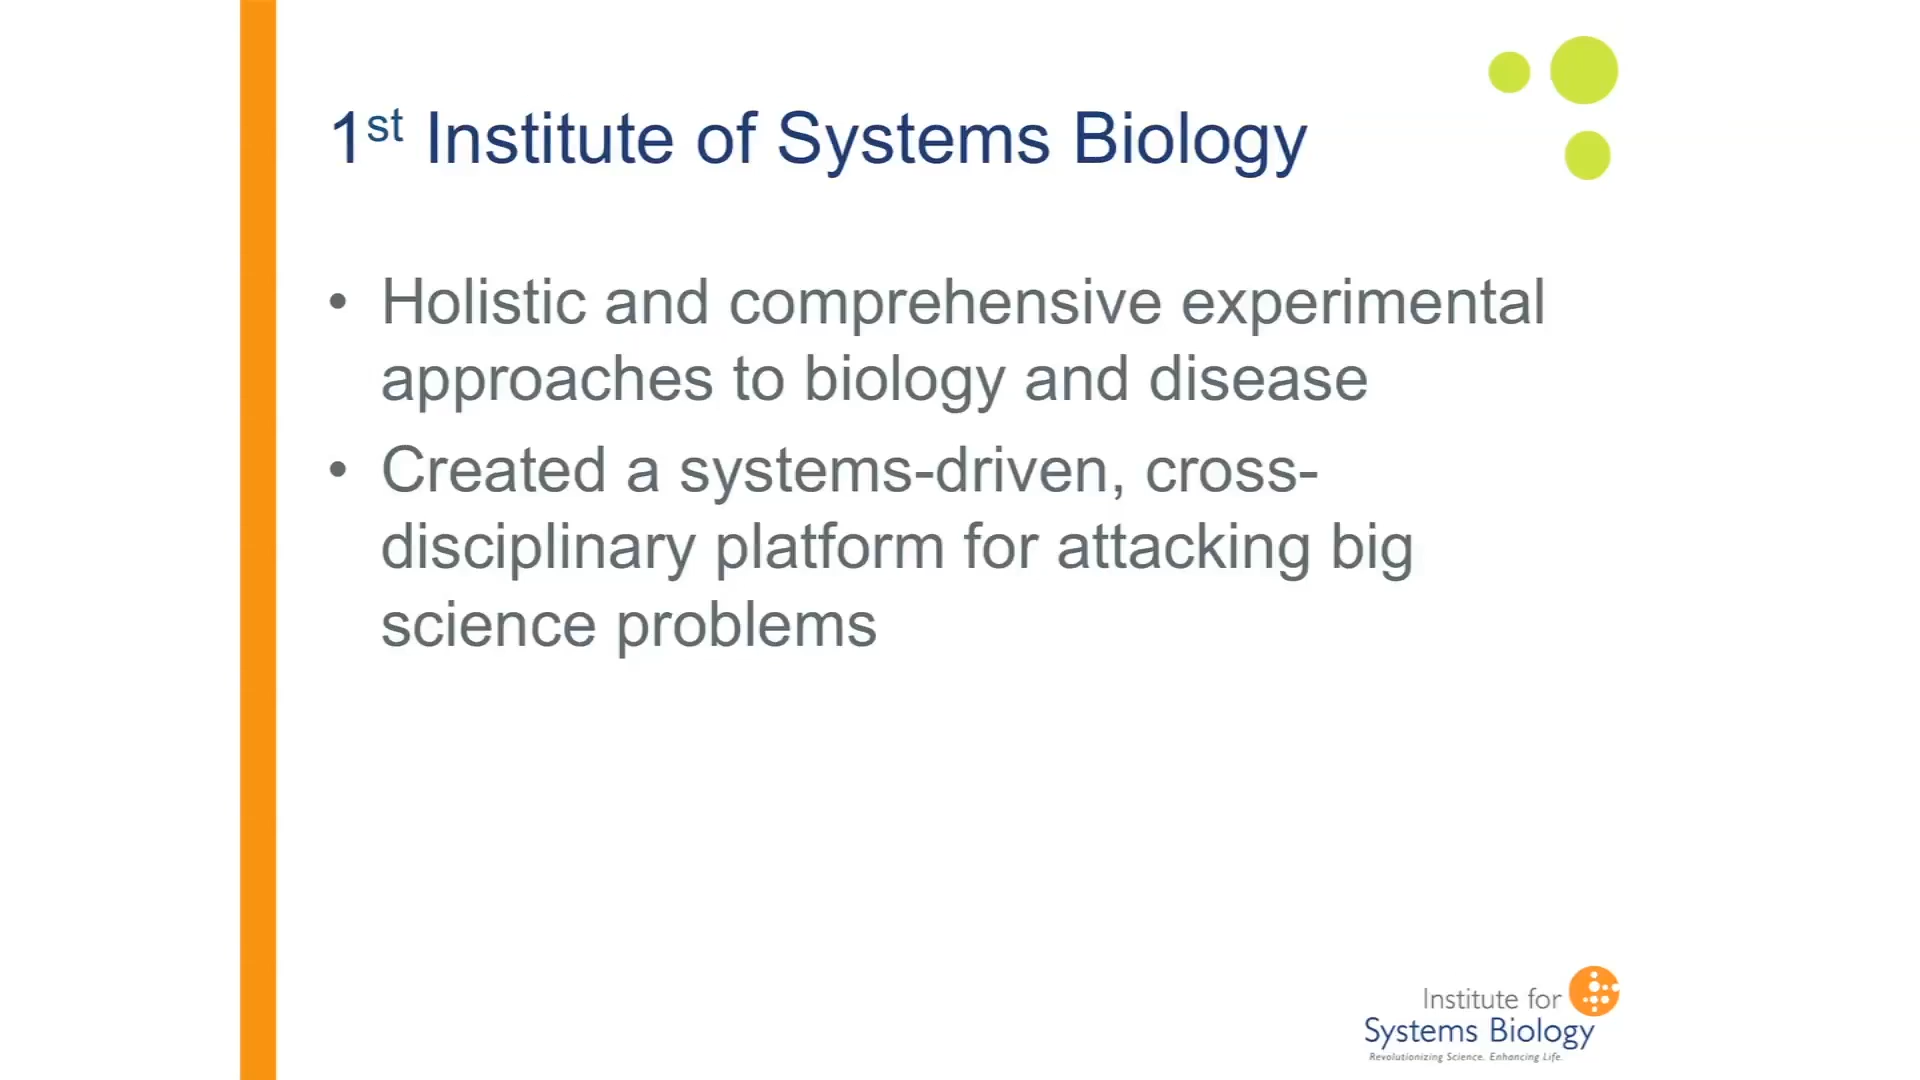 1st Institute of Systems Biology
• Holistic and comprehensive experimental
approaches to biology and disease
• Created a systems-driven, cross-
disciplinary platform for attacking big
science problems
Institute for
Systems Biology
Revolutionizing Science. Enhancing Life.